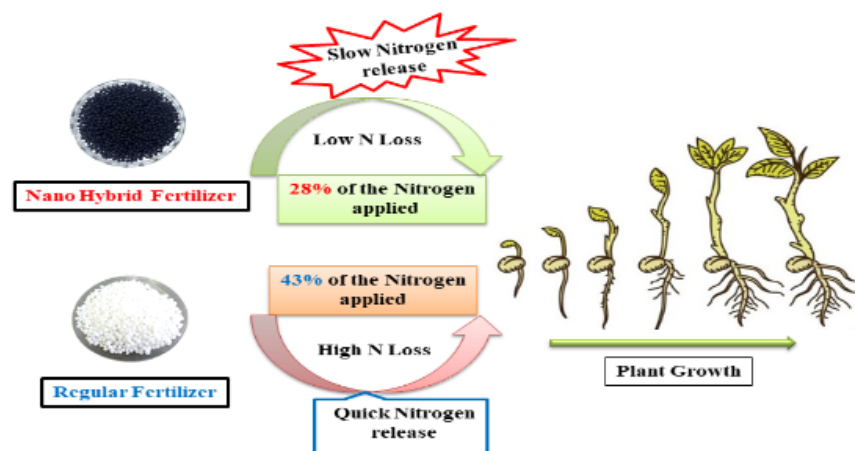 Slow Nitrogen
release
Low N Loss
Nano Hybrid Fertilizer
28% of the Nitrogen
applied
43% of the Nitrogen
applied
High N Loss
Regular Fertilizer
Quick Nitrogen
release
Plant Growth